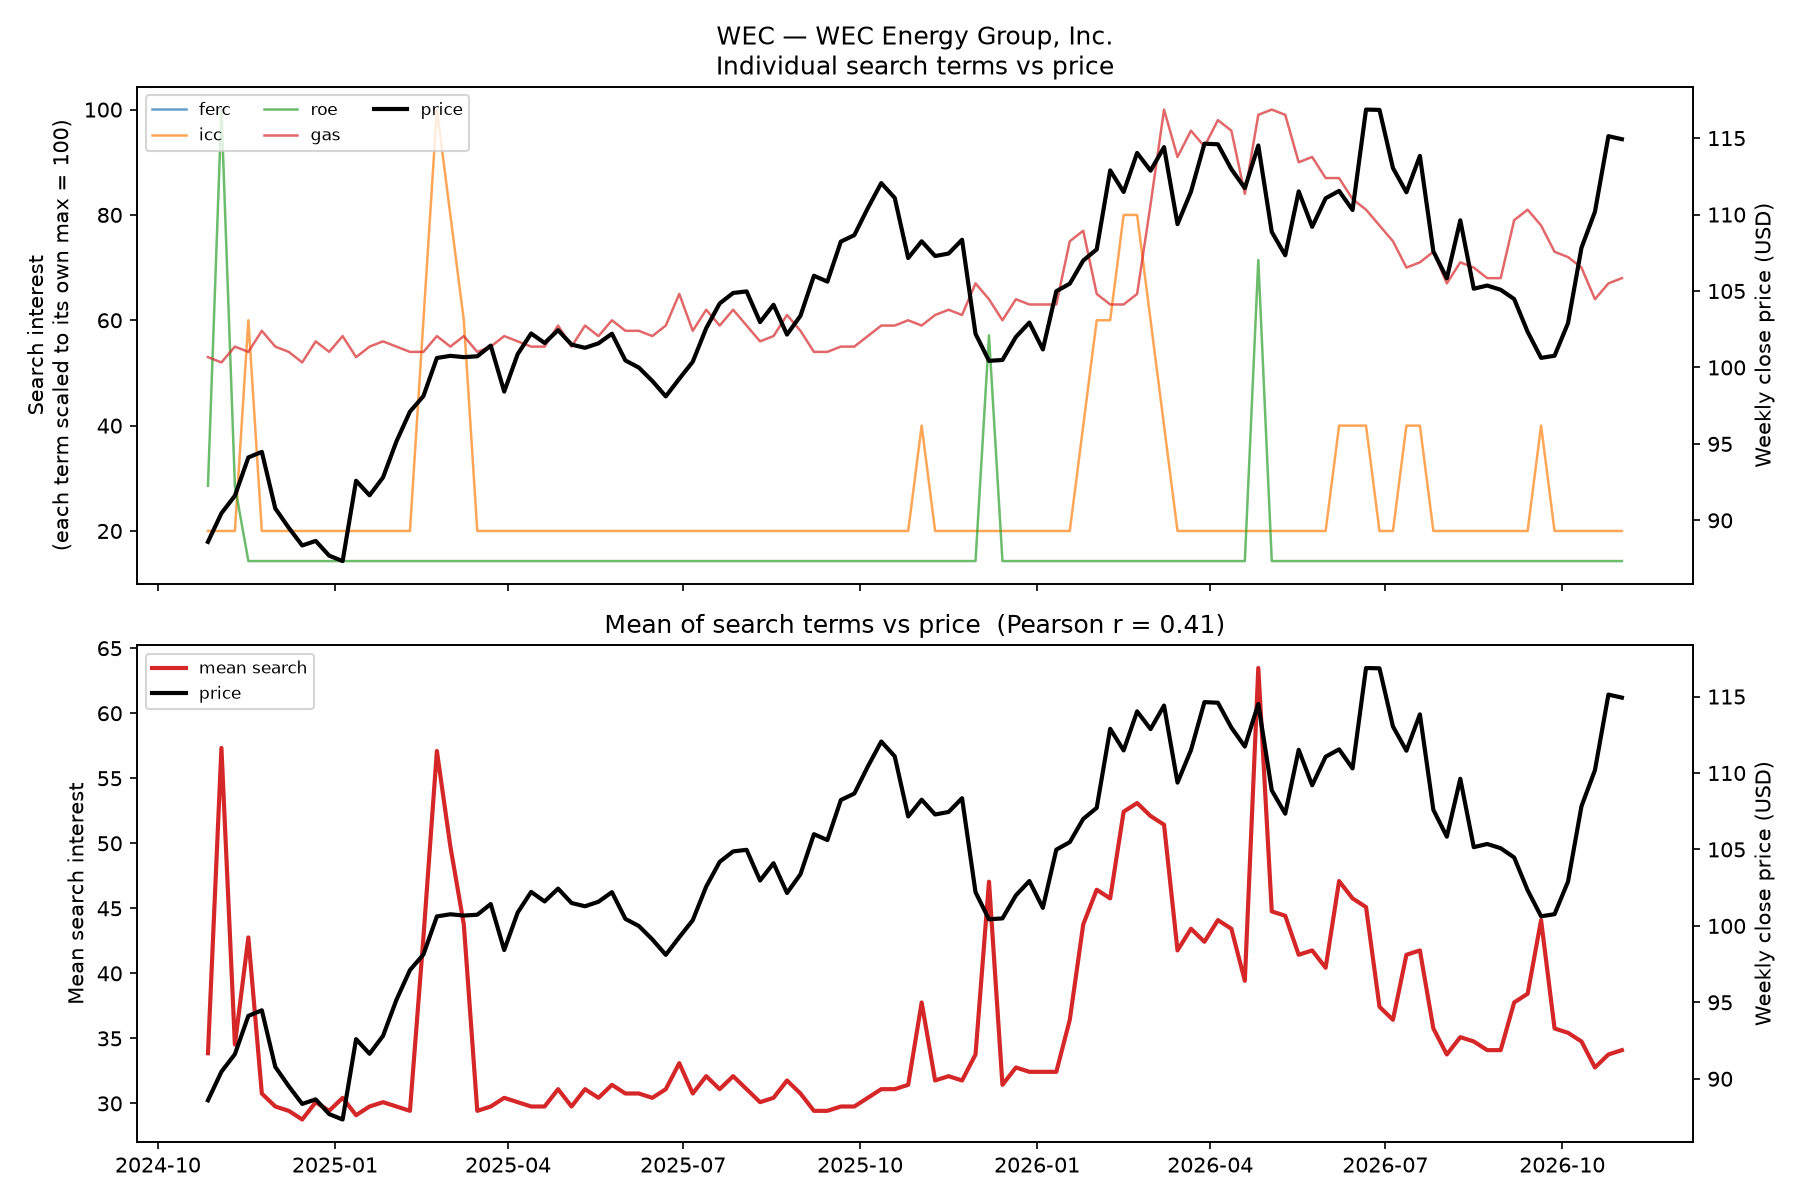 WEC — WEC Energy Group, Inc.
Individual search terms vs price
ferc
icc
roe
gas
price
100
80
60
40
20
Search interest
(each term scaled to its own max = 100)
115
110
105
100
95
90
Weekly close price (USD)
Mean of search terms vs price (Pearson r = 0.41)
mean search
price
65
60
55
50
45
40
35
30
Mean search interest
115
110
105
100
95
90
Weekly close price (USD)
2024-10
2025-01
2025-04
2025-07
2025-10
2026-01
2026-04
2026-07
2026-10